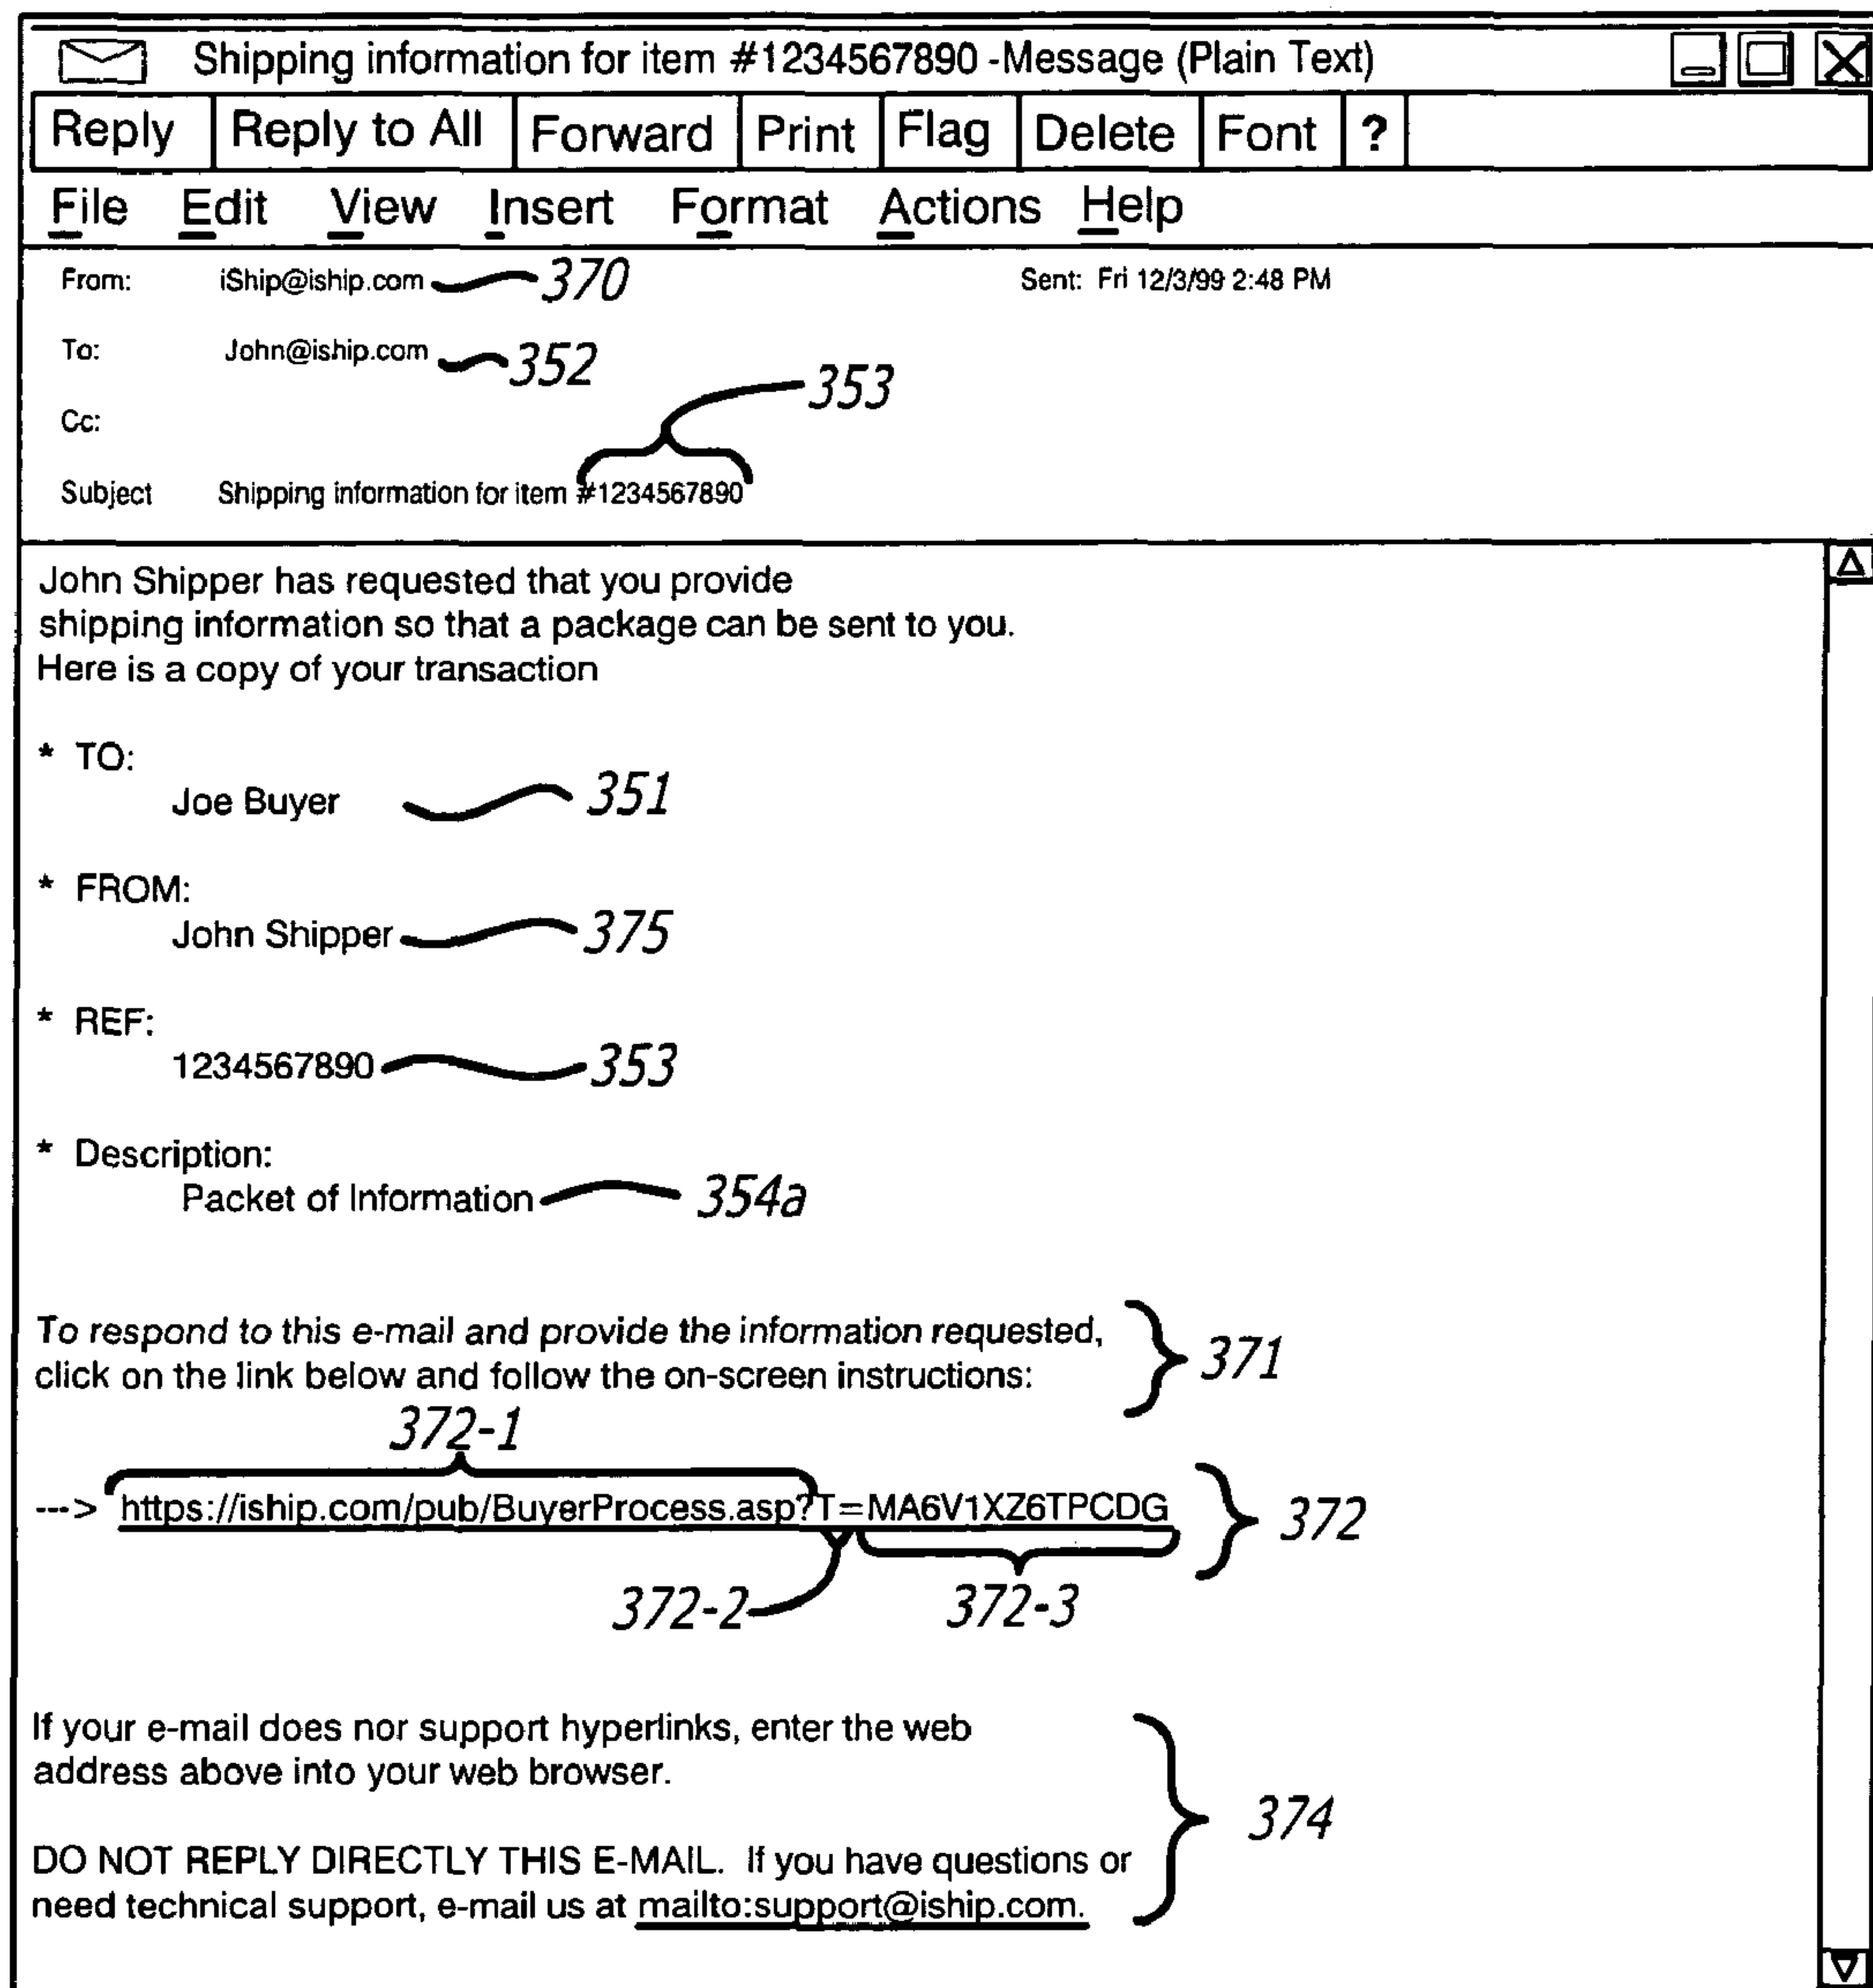 Shipping information for item #1234567890 -Message (Plain Text)
Reply Reply to All Forward Print Flag Delete Font ?
File Edit View Insert Format Actions Help
From: iShip@iship.com 370 Sent: Fri 12/3/99 2:48 PM
To: John@iship.com 352
353
Cc:
Subject Shipping information for item #1234567890
John Shipper has requested that you provide
shipping information so that a package can be sent to you.
Here is a copy of your transaction
* TO:
Joe Buyer 351
* FROM:
John Shipper 375
* REF:
1234567890 353
* Description:
Packet of Information 354a
To respond to this e-mail and provide the information requested,
click on the link below and follow the on-screen instructions:
371
372-1
---> https://iship.com/pub/BuyerProcess.asp?T=MA6V1XZ6TPCDG 372
372-2 372-3
If your e-mail does nor support hyperlinks, enter the web
address above into your web browser.
374
DO NOT REPLY DIRECTLY THIS E-MAIL. If you have questions or
need technical support, e-mail us at mailto:support@iship.com.